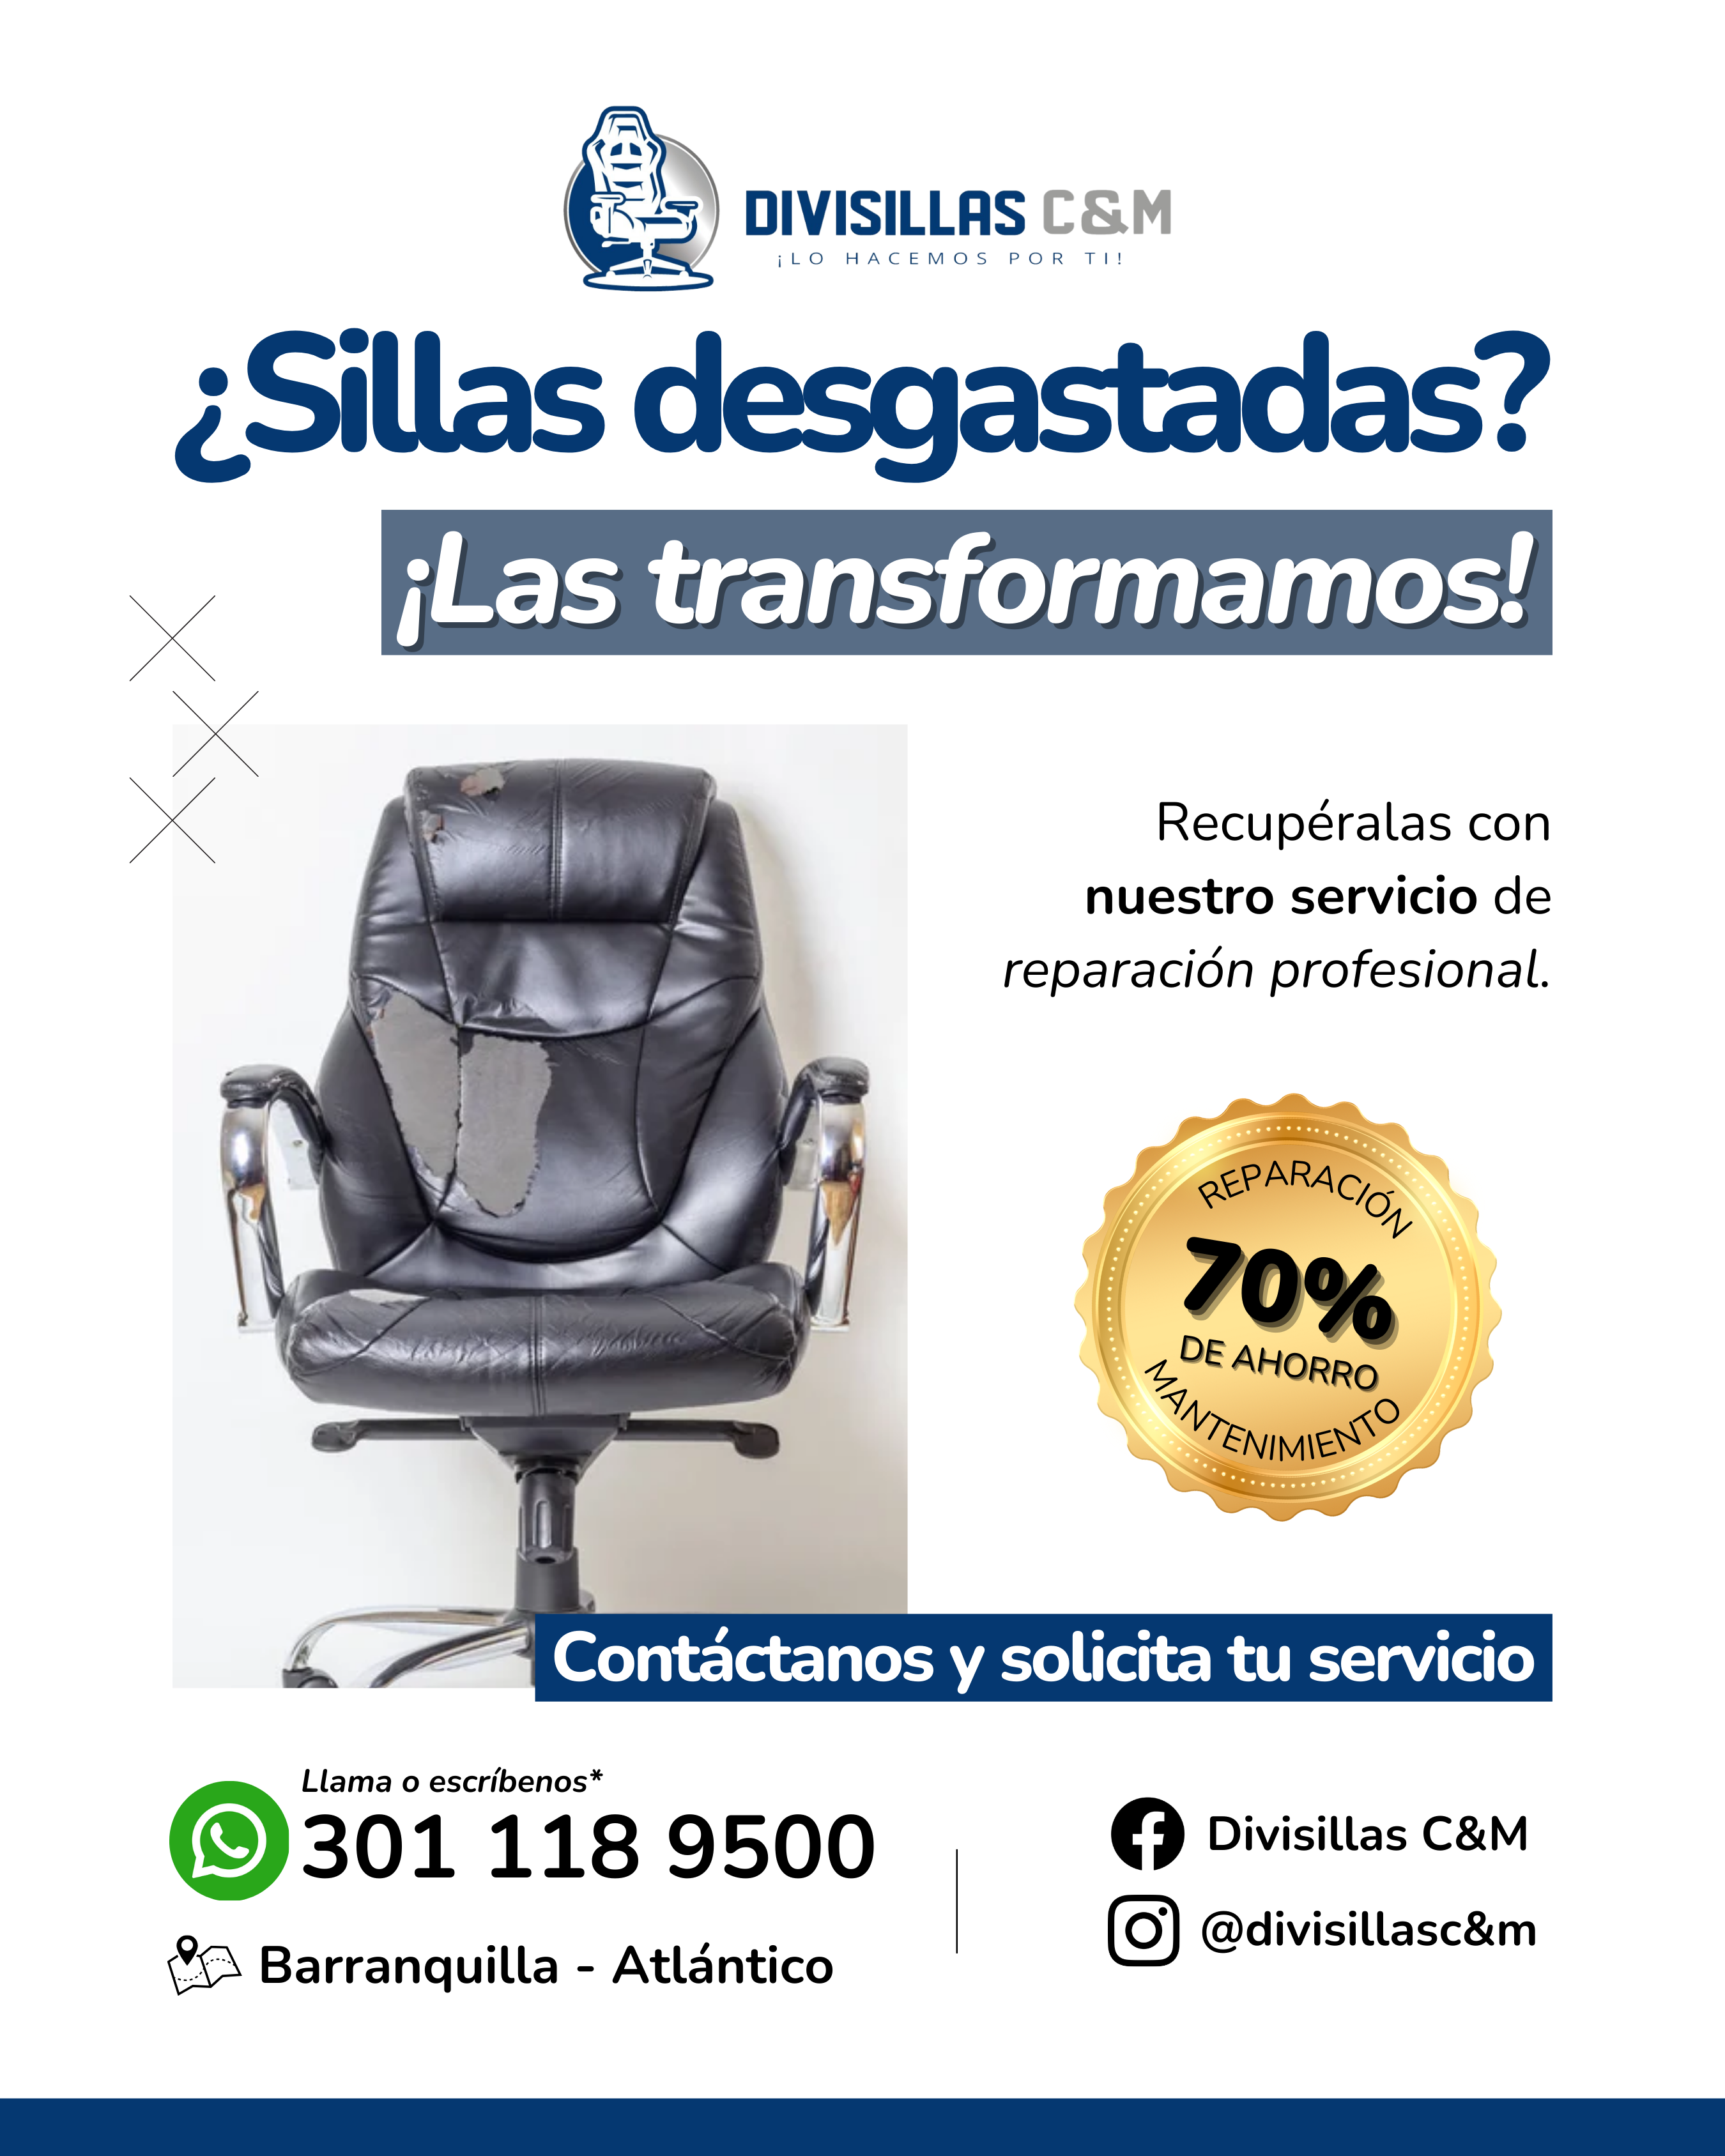 DIVISILLAS C&M
¡LO HACEMOS POR TI!
¿Sillas desgastadas?
¡Las transformamos!
Recupéralas con
nuestro servicio de
reparación profesional.
REPARACIÓN
70%
DE AHORRO
MANTENIMIENTO
Contáctanos y solicita tu servicio
Llama o escríbenos*
301 118 9500
Barranquilla - Atlántico
Divisillas C&M
@divisillasc&m